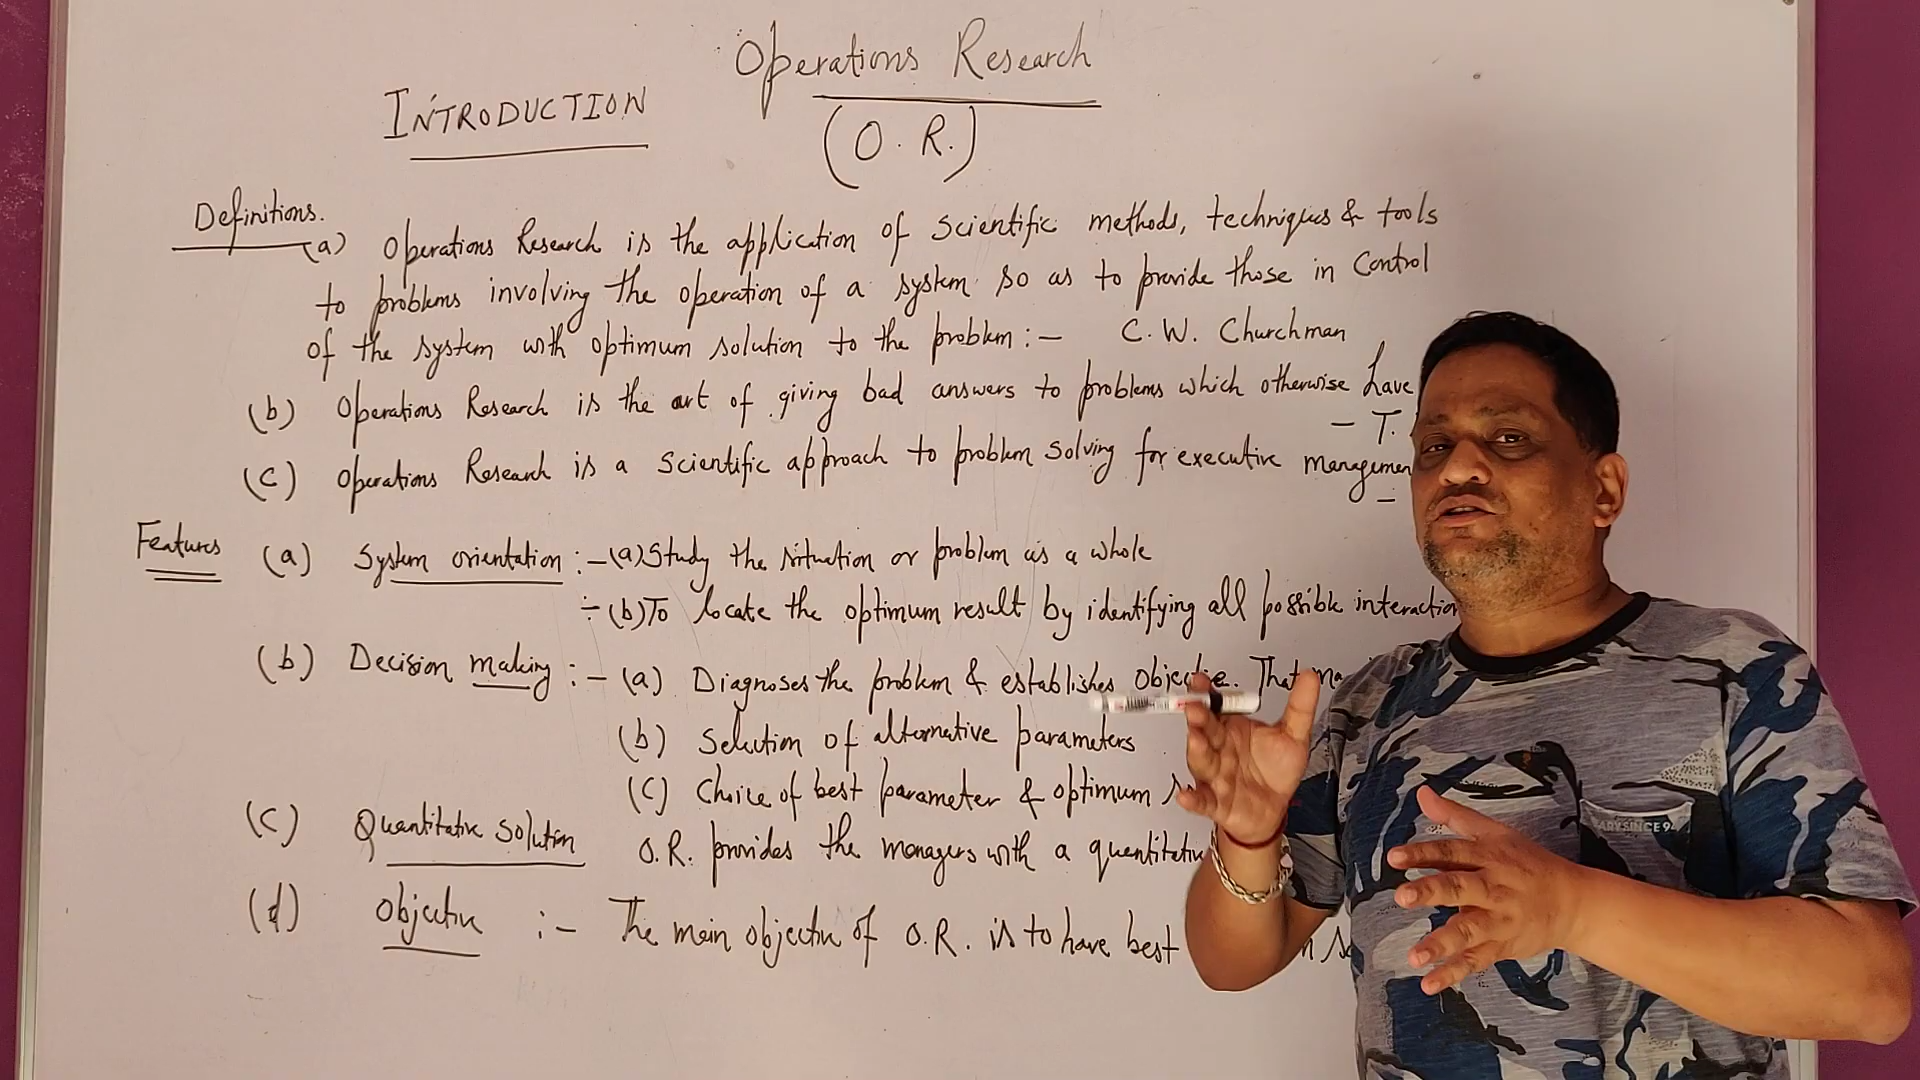 Operations Research
INTRODUCTION
(O. R.)
Definitions.
(a) Operations Research is the application of scientific methods, techniques & tools
to problems involving the operation of a system so as to provide those in control
of the system with optimum solution to the problem :- C. W. Churchman
(b) Operations Research is the art of giving bad answers to problems which otherwise have
- T.
(c) Operations Research is a scientific approach to problem solving for executive
-
Features
(a) System orientation :- (a) Study the situation or problem as a whole
:- (b) To locate the optimum result by identifying all possible
(b) Decision making :- (a) Diagnoses the problem & establishes objective. That
(b) Selection of alternative parameters
(c) Choice of best parameter & optimum
(c) Quantitative solution O.R. provides the managers with a
(d) Objective :- The main objective of O.R. is to have best
SINCE 94